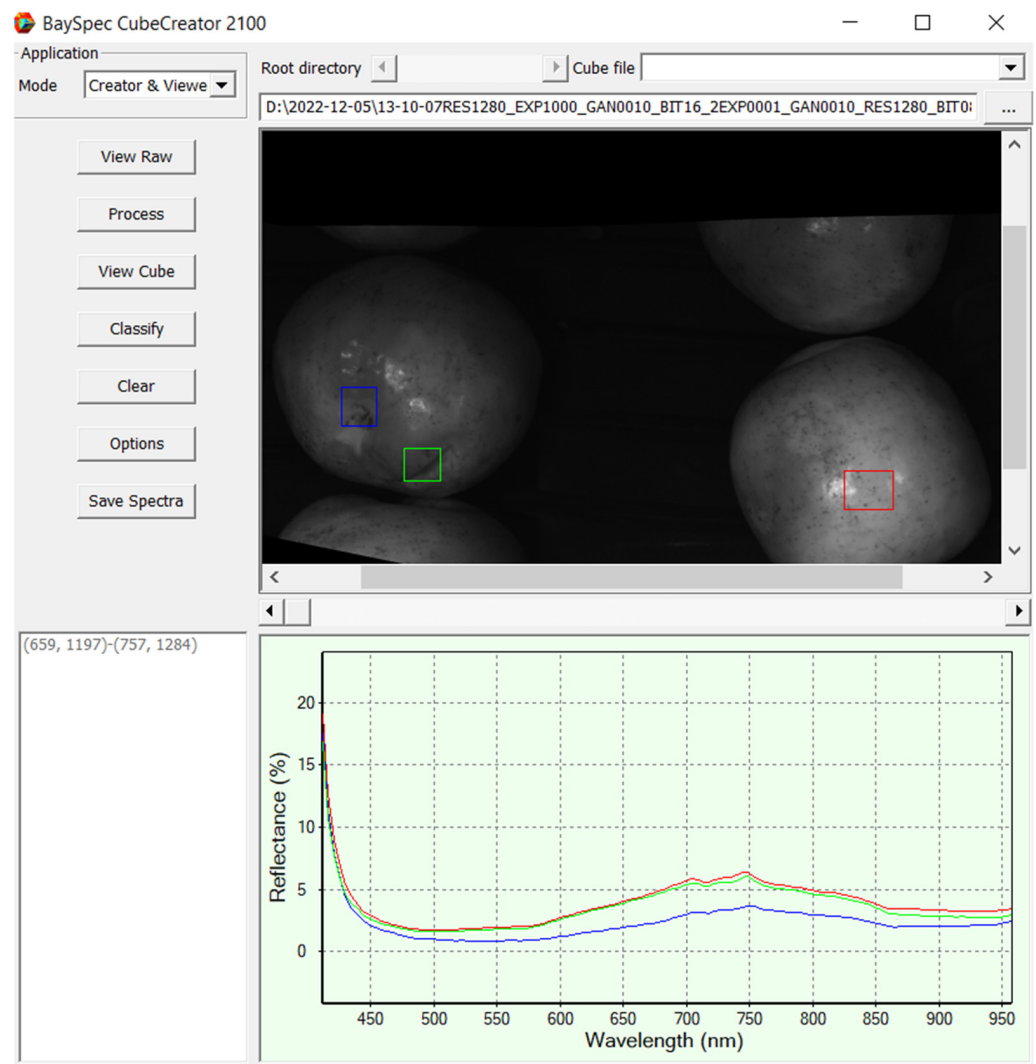 BaySpec CubeCreator 2100
Application
Mode
Creator & Viewe
Root directory
Cube file
D:\2022-12-05\13-10-07RES1280_EXP1000_GAN0010_BIT16_2EXP0001_GAN0010_RES1280_BIT0
...
View Raw
Process
View Cube
Classify
Clear
Options
Save Spectra
(659, 1197)-(757, 1284)
Reflectance (%)
20
15
10
5
0
450 500 550 600 650 700 750 800 850 900 950
Wavelength (nm)